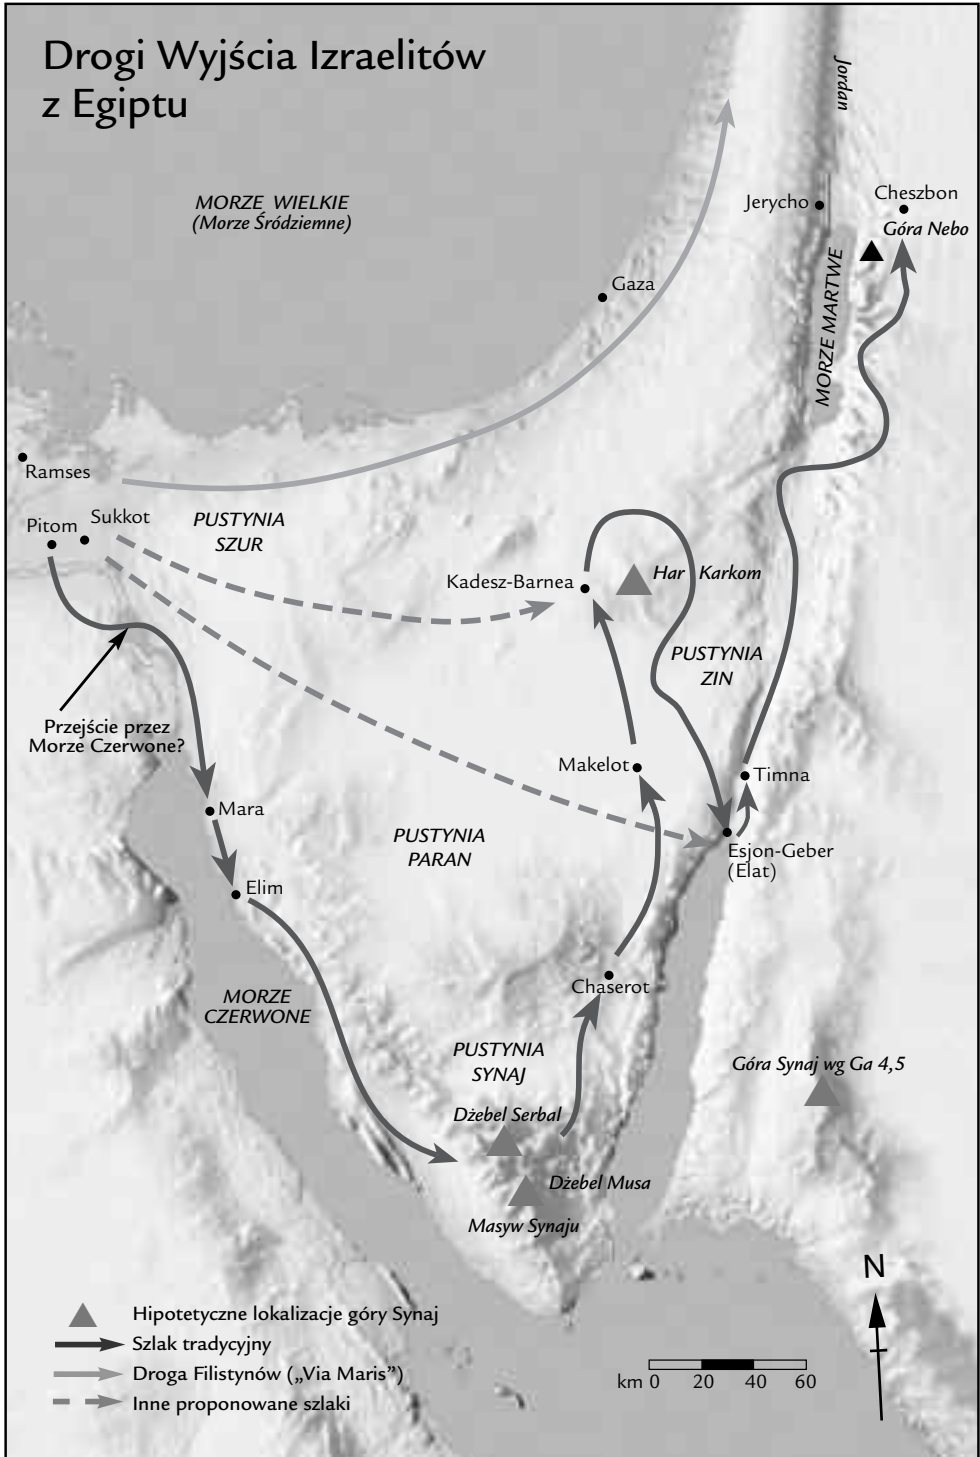 Drogi Wyjścia Izraelitów
z Egiptu
Jordan
MORZE WIELKIE
(Morze Śródziemne)
Jerycho
Cheszbon
Góra Nebo
MORZE MARTWE
Gaza
Ramses
Pitom
Sukkot
PUSTYNIA
SZUR
Kadesz-Barnea
Har Karkom
PUSTYNIA
ZIN
Przejście przez
Morze Czerwone?
Makelot
Timna
Mara
PUSTYNIA
PARAN
Esjon-Geber
(Elat)
Elim
MORZE
CZERWONE
Chaserot
PUSTYNIA
SYNAJ
Góra Synaj wg Ga 4,5
Dżebel Serbal
Dżebel Musa
Masyw Synaju
N
Hipotetyczne lokalizacje góry Synaj
Szlak tradycyjny
Droga Filistynów („Via Maris”)
Inne proponowane szlaki
km 0 20 40 60